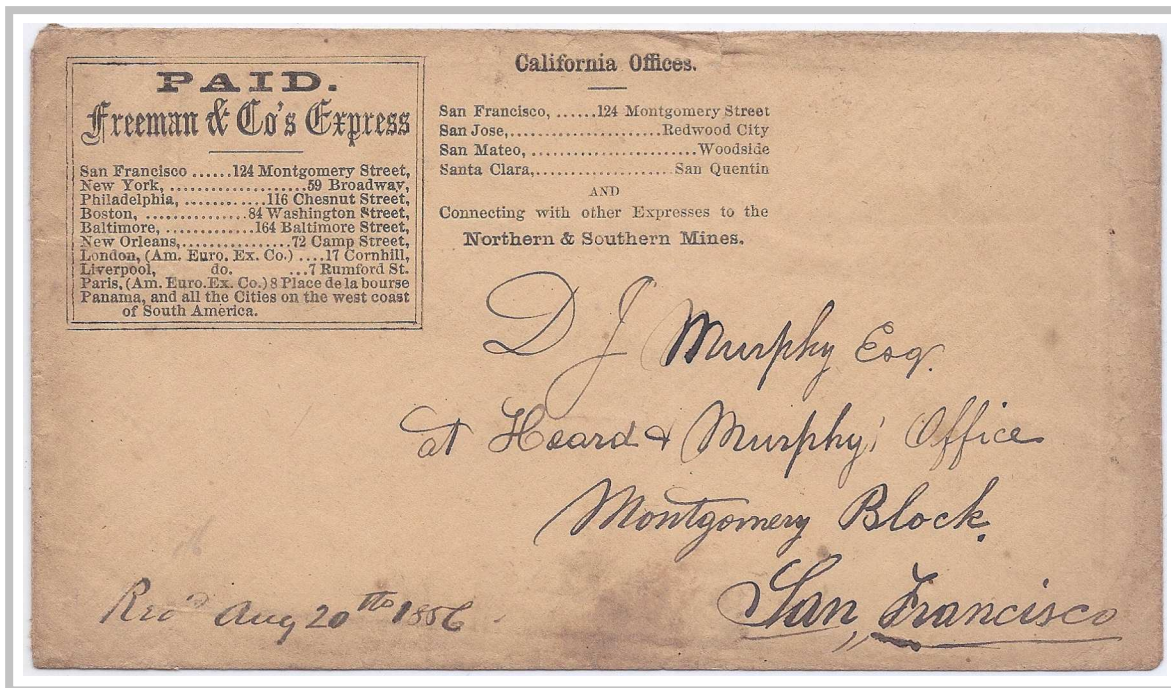 PAID.
Freeman & Co's Express
San Francisco ......124 Montgomery Street,
New York, ....................59 Broadway,
Philadelphia, ............116 Chesnut Street,
Boston, ...............84 Washington Street,
Baltimore, .............164 Baltimore Street,
New Orleans,................72 Camp Street,
London, (Am. Euro. Ex. Co.) ....17 Cornhill,
Liverpool, do. ...7 Rumford St.
Paris, (Am. Euro. Ex. Co.) 8 Place de la bourse
Panama, and all the Cities on the west coast
of South America.
California Offices.
San Francisco, ......124 Montgomery Street
San Jose,.......................Redwood City
San Mateo,.........................Woodside
Santa Clara,.................... San Quentin
AND
Connecting with other Expresses to the
Northern & Southern Mines.
D J Murphy Esq.
at Heard & Murphy' Office
Montgomery Block.
San Francisco
Recd Aug 20th 1856